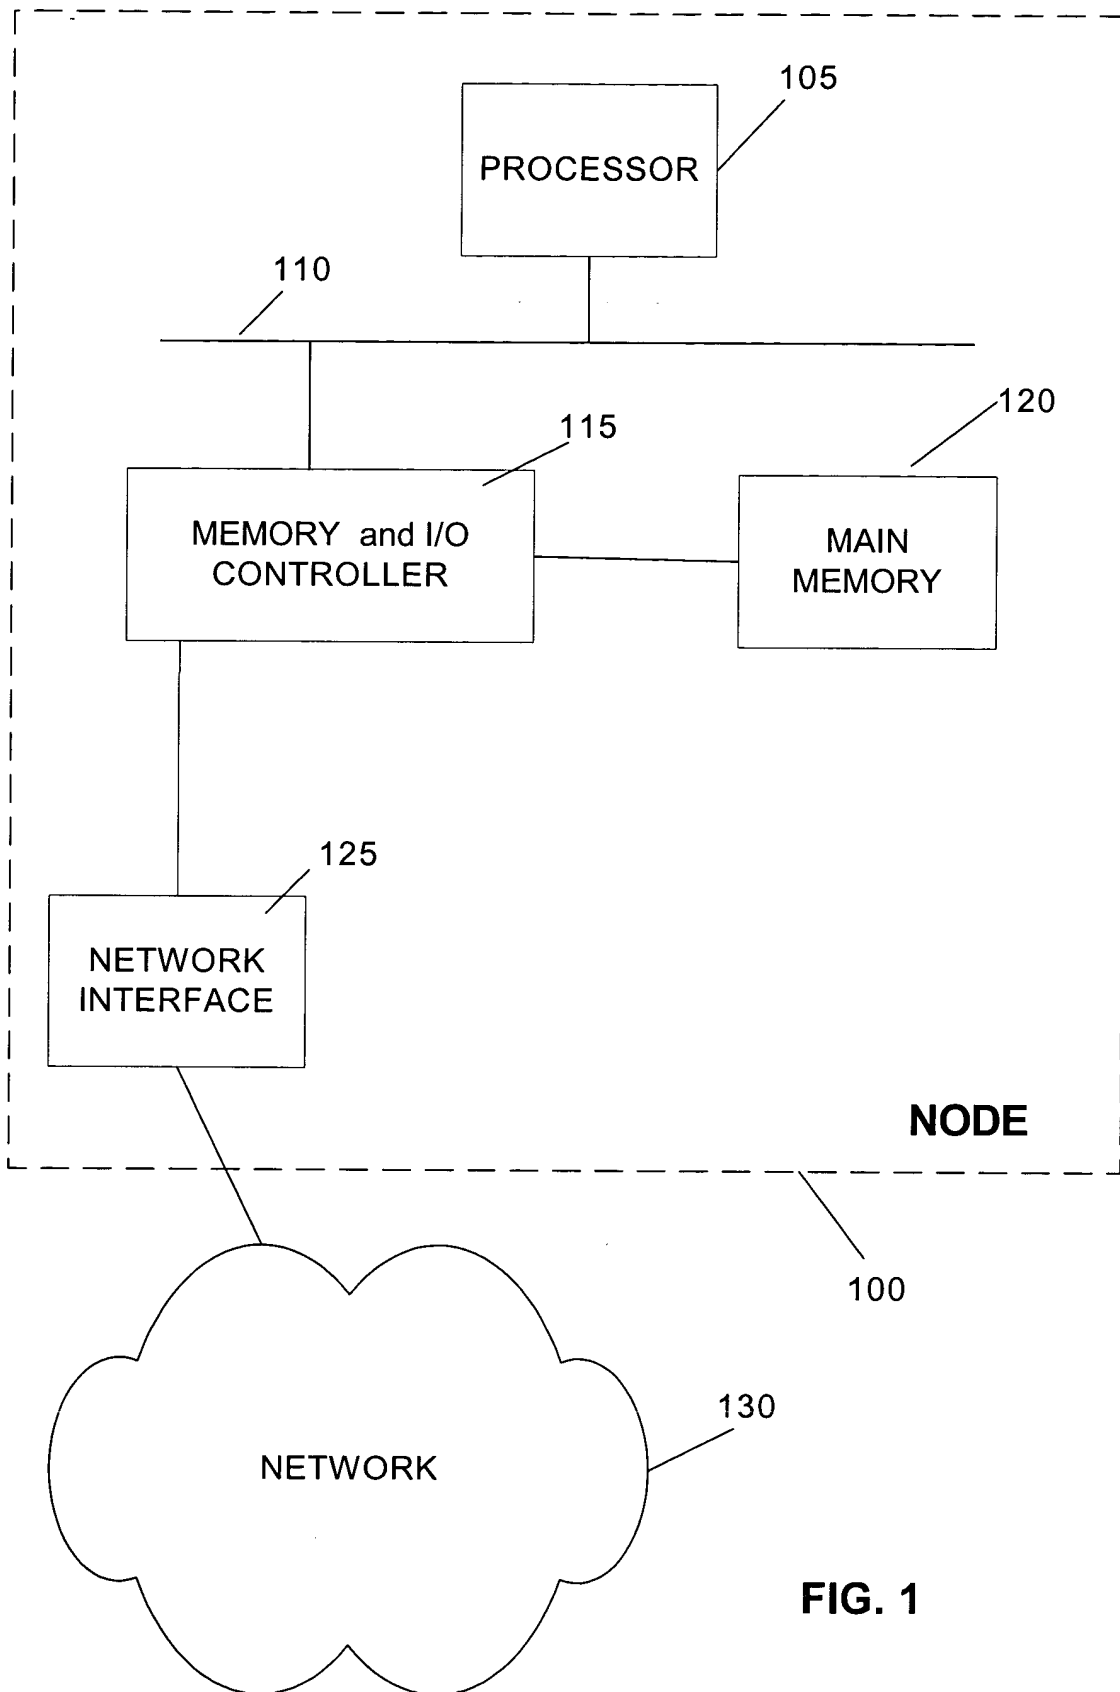 105
PROCESSOR
110
120
115
MEMORY and I/O
CONTROLLER
MAIN
MEMORY
125
NETWORK
INTERFACE
NODE
100
130
NETWORK
FIG. 1